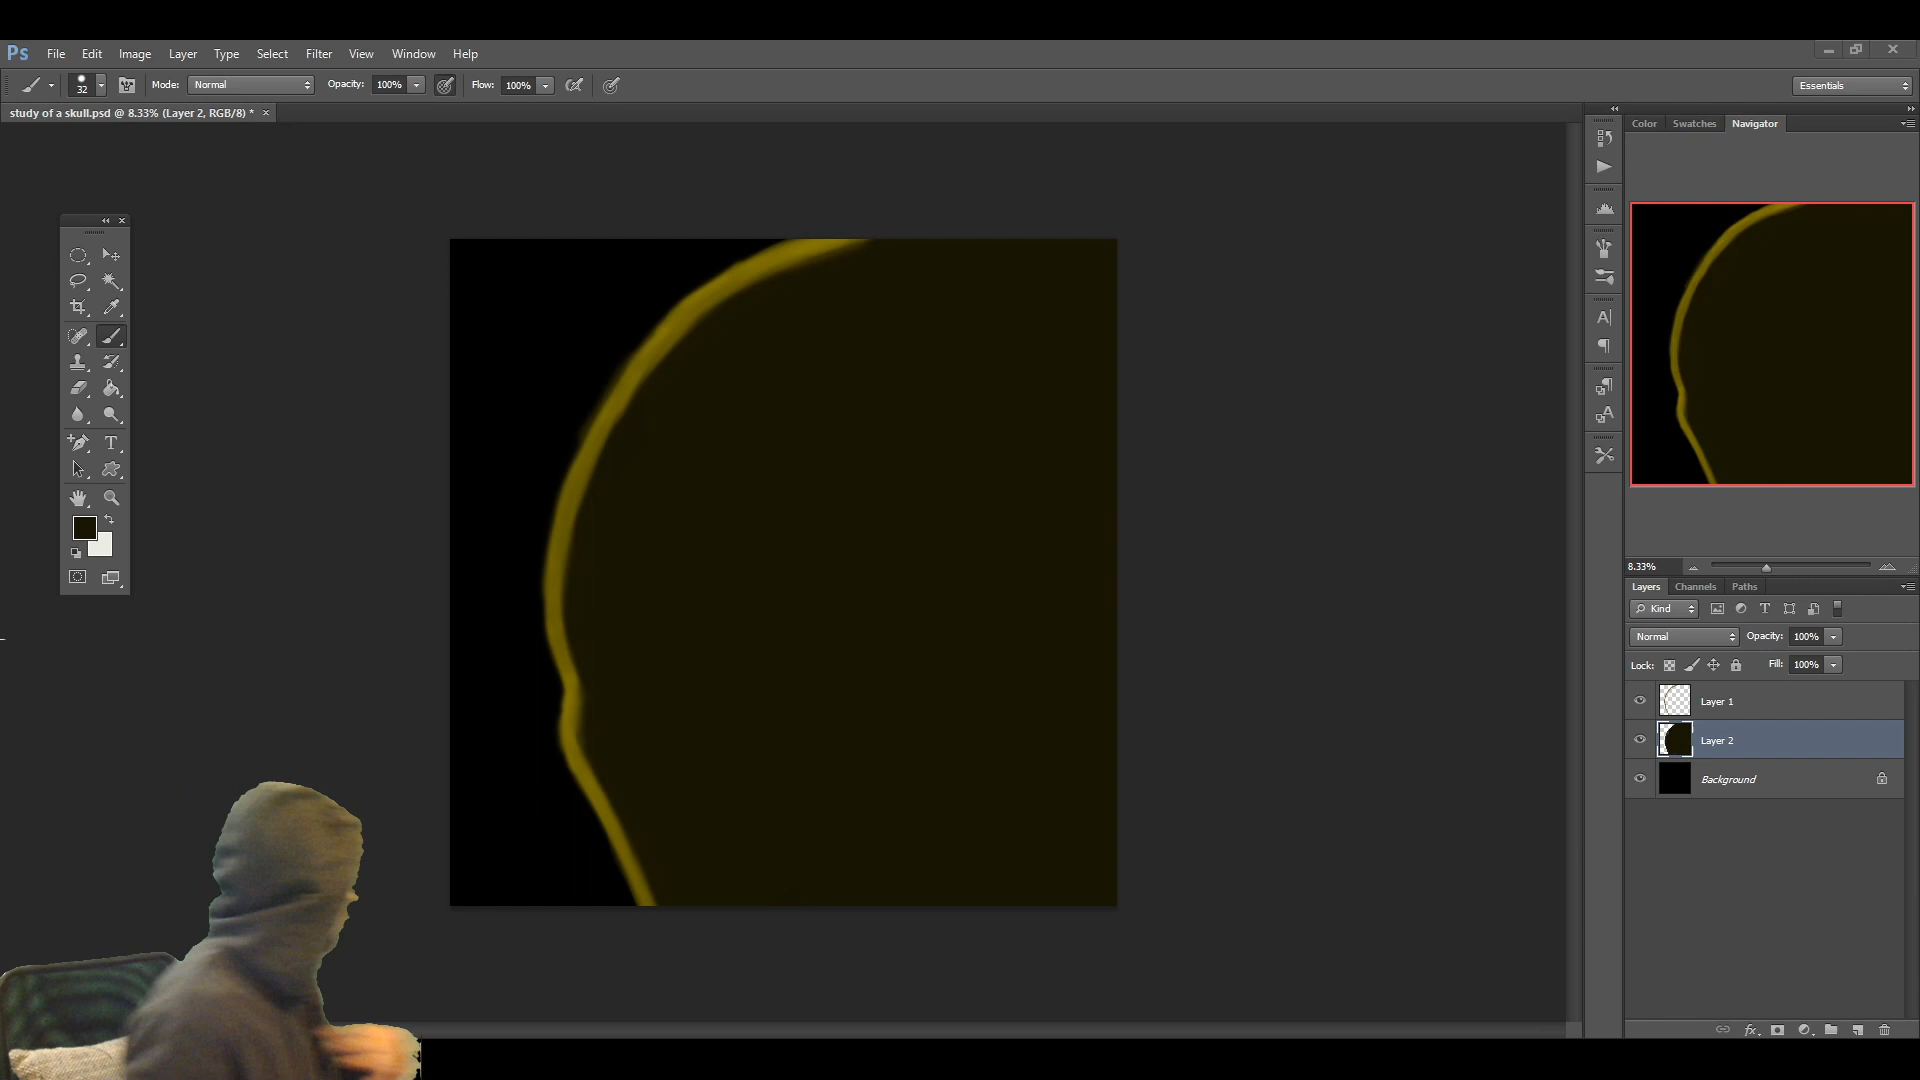 Ps File Edit Image Layer Type Select Filter View Window Help
32 Mode: Normal Opacity: 100% Flow: 100% Essentials
study of a skull.psd @ 8.33% (Layer 2, RGB/8) *
Color Swatches Navigator
8.33%
Layers Channels Paths
Kind
Normal Opacity: 100%
Lock: Fill: 100%
Layer 1
Layer 2
Background